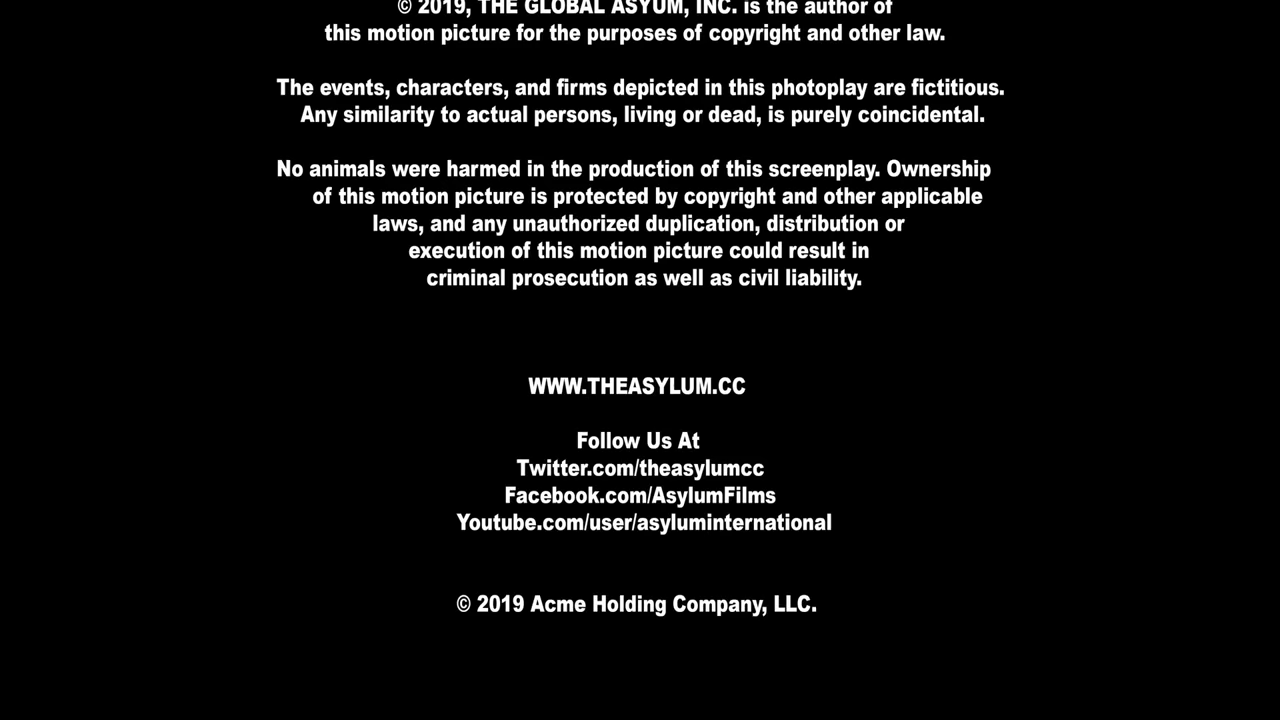 © 2019, THE GLOBAL ASYUM, INC. is the author of
this motion picture for the purposes of copyright and other law.
The events, characters, and firms depicted in this photoplay are fictitious.
Any similarity to actual persons, living or dead, is purely coincidental.
No animals were harmed in the production of this screenplay. Ownership
of this motion picture is protected by copyright and other applicable
laws, and any unauthorized duplication, distribution or
execution of this motion picture could result in
criminal prosecution as well as civil liability.
WWW.THEASYLUM.CC
Follow Us At
Twitter.com/theasylumcc
Facebook.com/AsylumFilms
Youtube.com/user/asyluminternational
© 2019 Acme Holding Company, LLC.